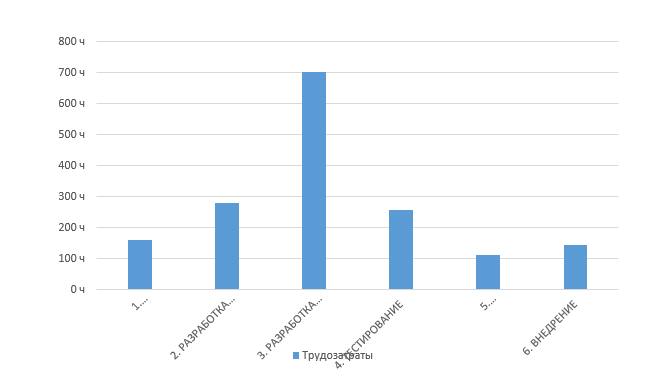 800 ч
700 ч
600 ч
500 ч
400 ч
300 ч
200 ч
100 ч
0 ч
1....
2. РАЗРАБОТКА...
3. РАЗРАБОТКА...
4. ТЕСТИРОВАНИЕ
5....
6. ВНЕДРЕНИЕ
Трудозатраты